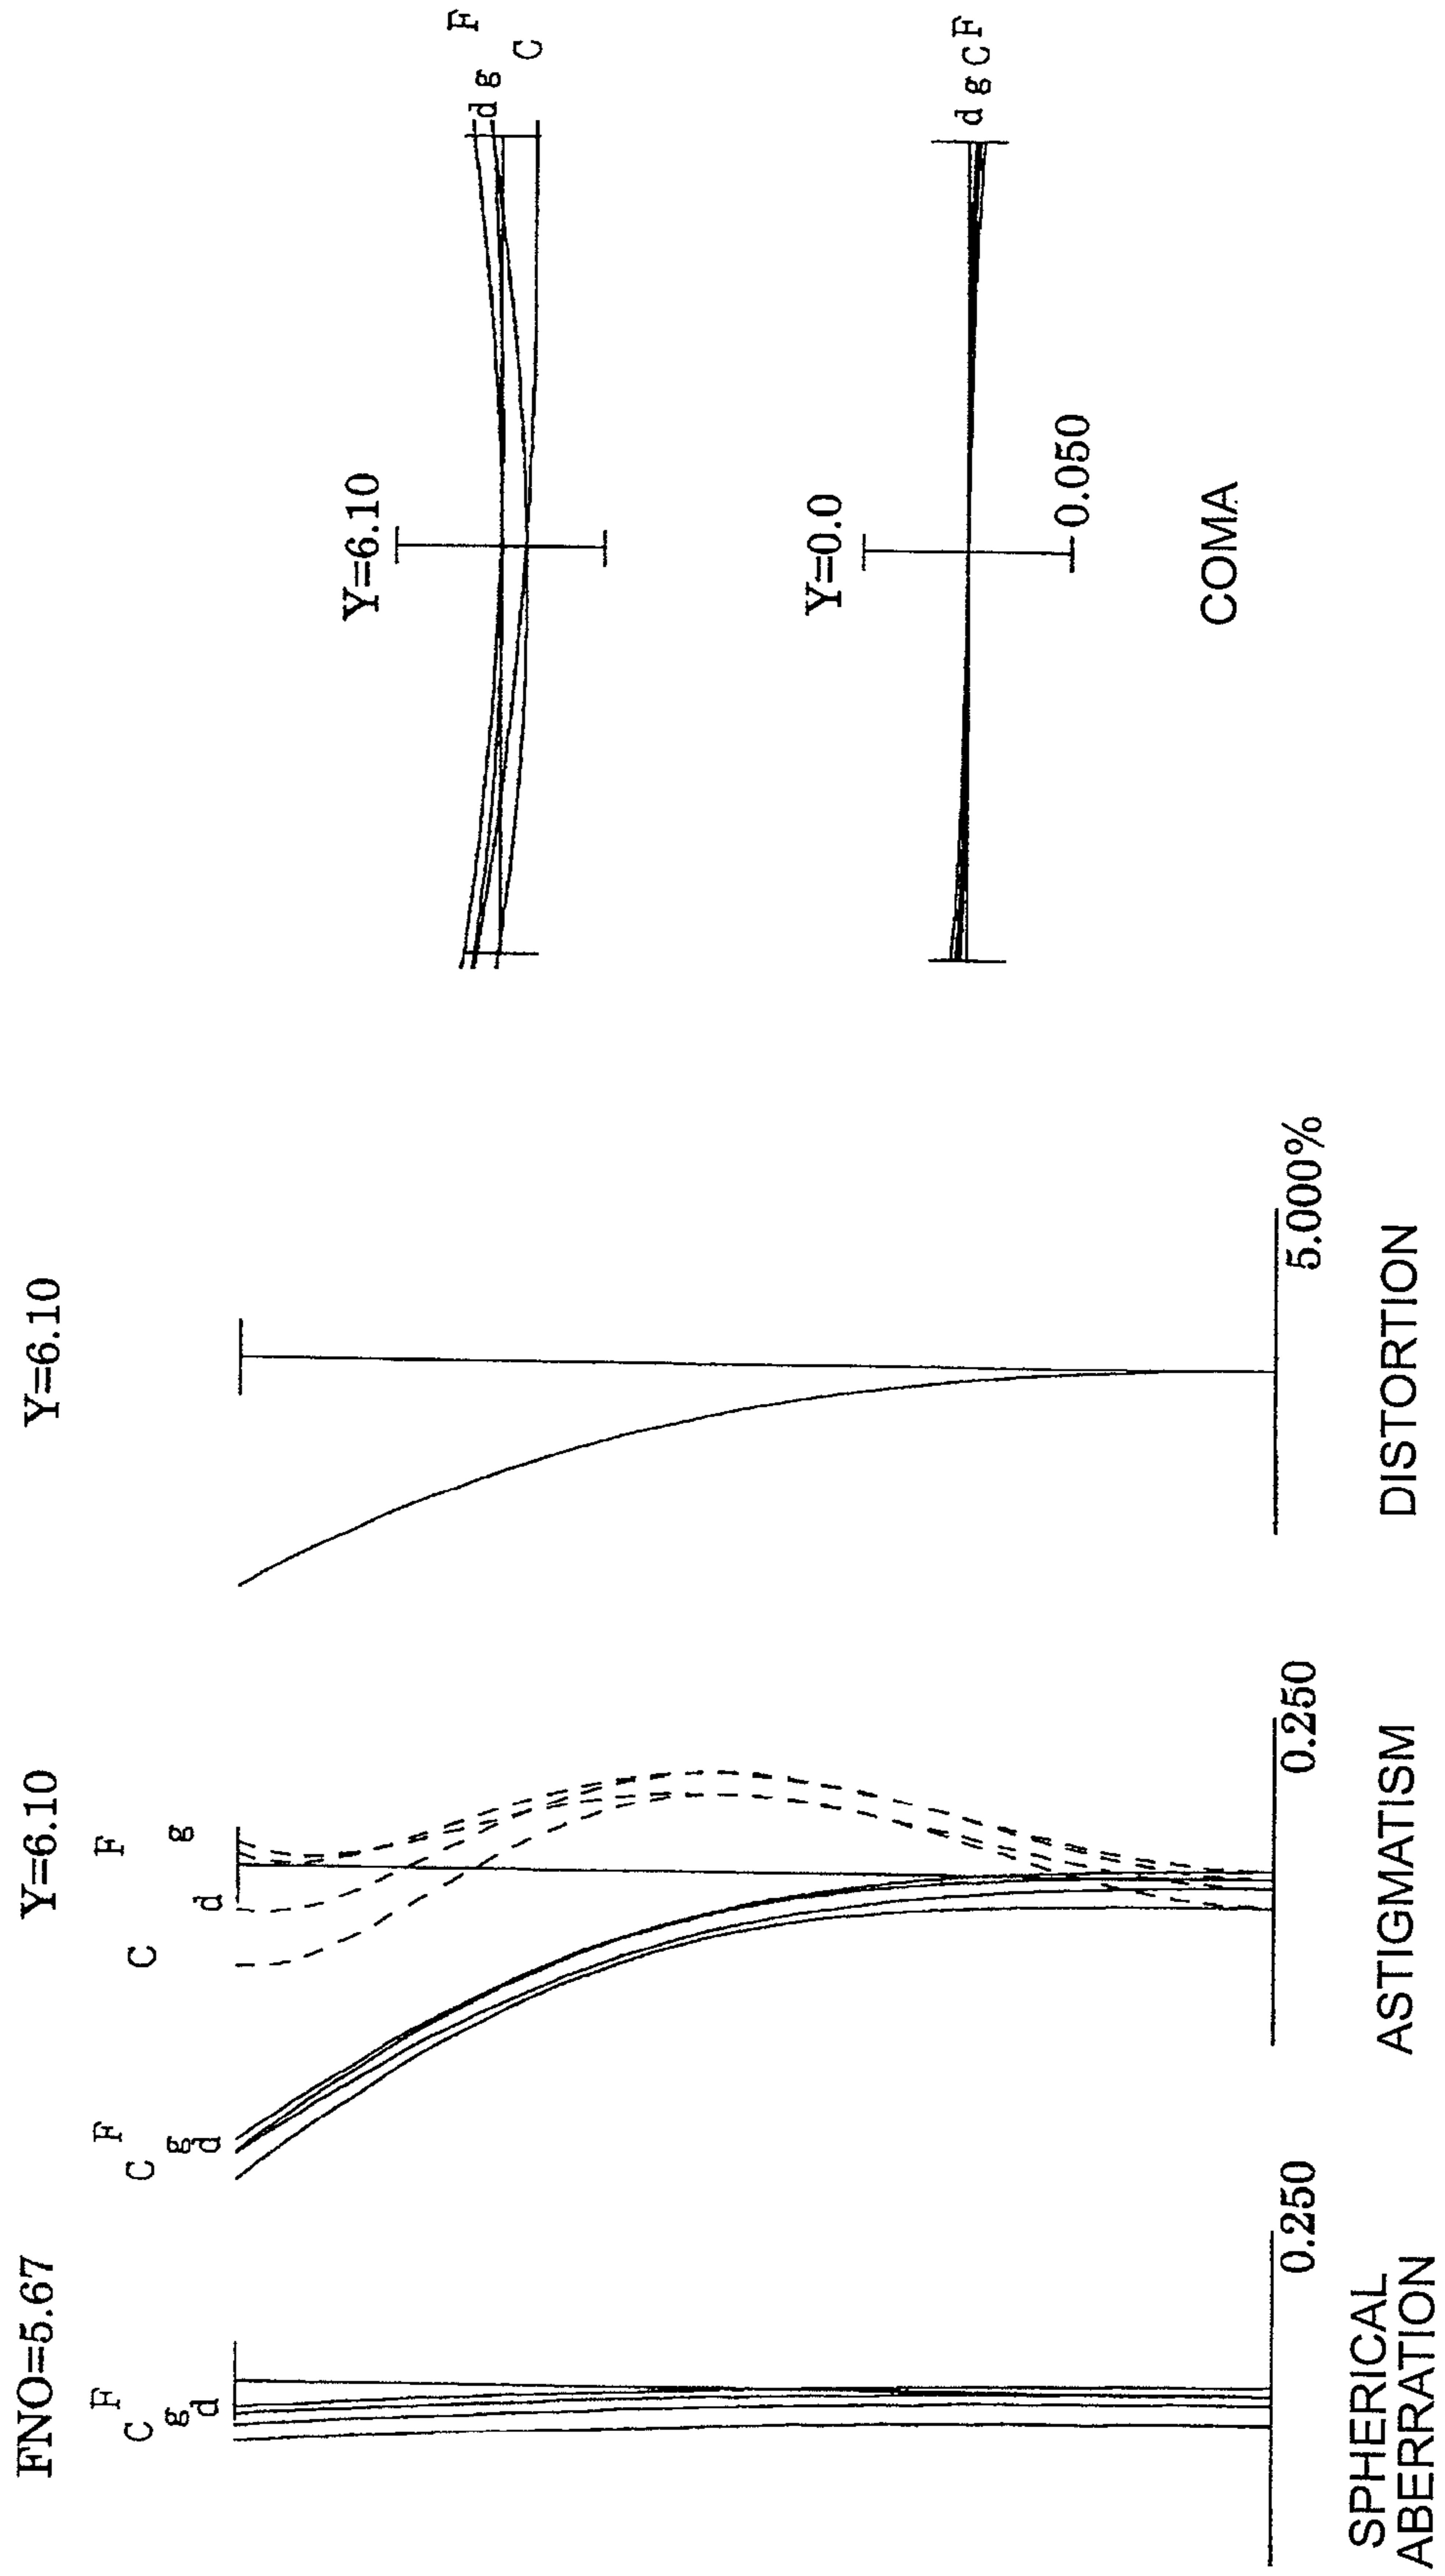 FNO=5.67
F
C
g
d
0.250
SPHERICAL
ABERRATION
Y=6.10
F
C
g
d
C
d
F
g
0.250
ASTIGMATISM
Y=6.10
5.000%
DISTORTION
Y=6.10
d g F
C
Y=0.0
d g C F
0.050
COMA